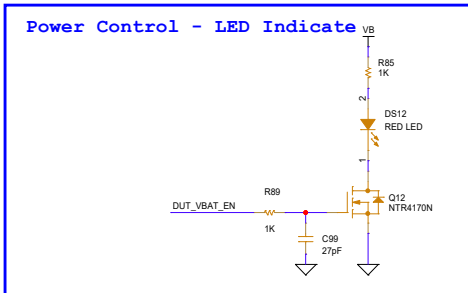 Power Control - LED Indicate
VB
R85
1K
2
DS12
RED LED
1
Q12
NTR4170N
R89
DUT_VBAT_EN
1K
C99
27pF